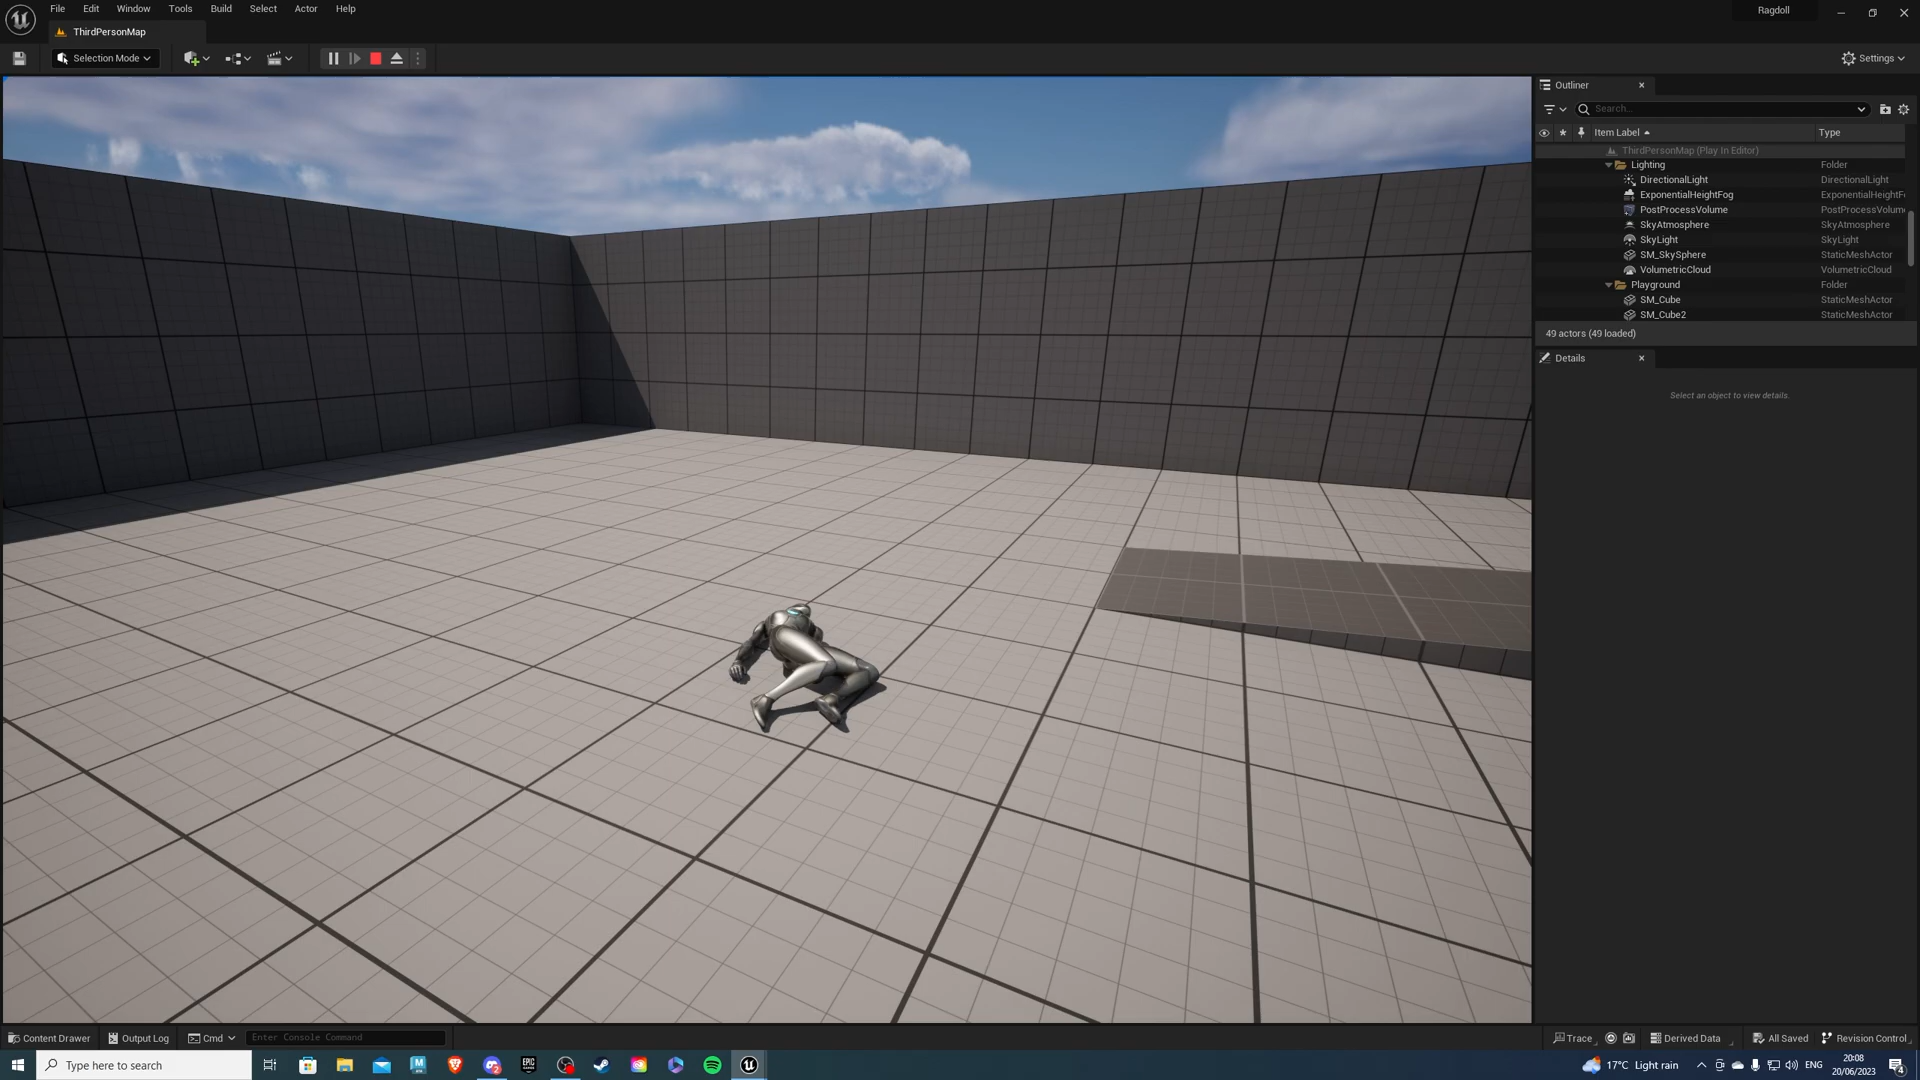 File Edit Window Tools Build Select Actor Help
Ragdoll
ThirdPersonMap
Selection Mode
Settings
Outliner
Search...
Item Label Type
ThirdPersonMap (Play In Editor)
Lighting Folder
DirectionalLight DirectionalLight
ExponentialHeightFog ExponentialHeightF
PostProcessVolume PostProcessVolum
SkyAtmosphere SkyAtmosphere
SkyLight SkyLight
SM_SkySphere StaticMeshActor
VolumetricCloud VolumetricCloud
Playground Folder
SM_Cube StaticMeshActor
SM_Cube2 StaticMeshActor
49 actors (49 loaded)
Details
Select an object to view details.
Content Drawer Output Log Cmd Enter Console Command
Trace Derived Data All Saved Revision Control
Type here to search
17°C Light rain ENG
20:08
20/06/2023